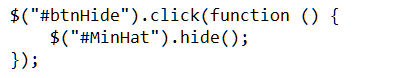 $("#btnHide").click(function () {
    $("#MinHat").hide();
});